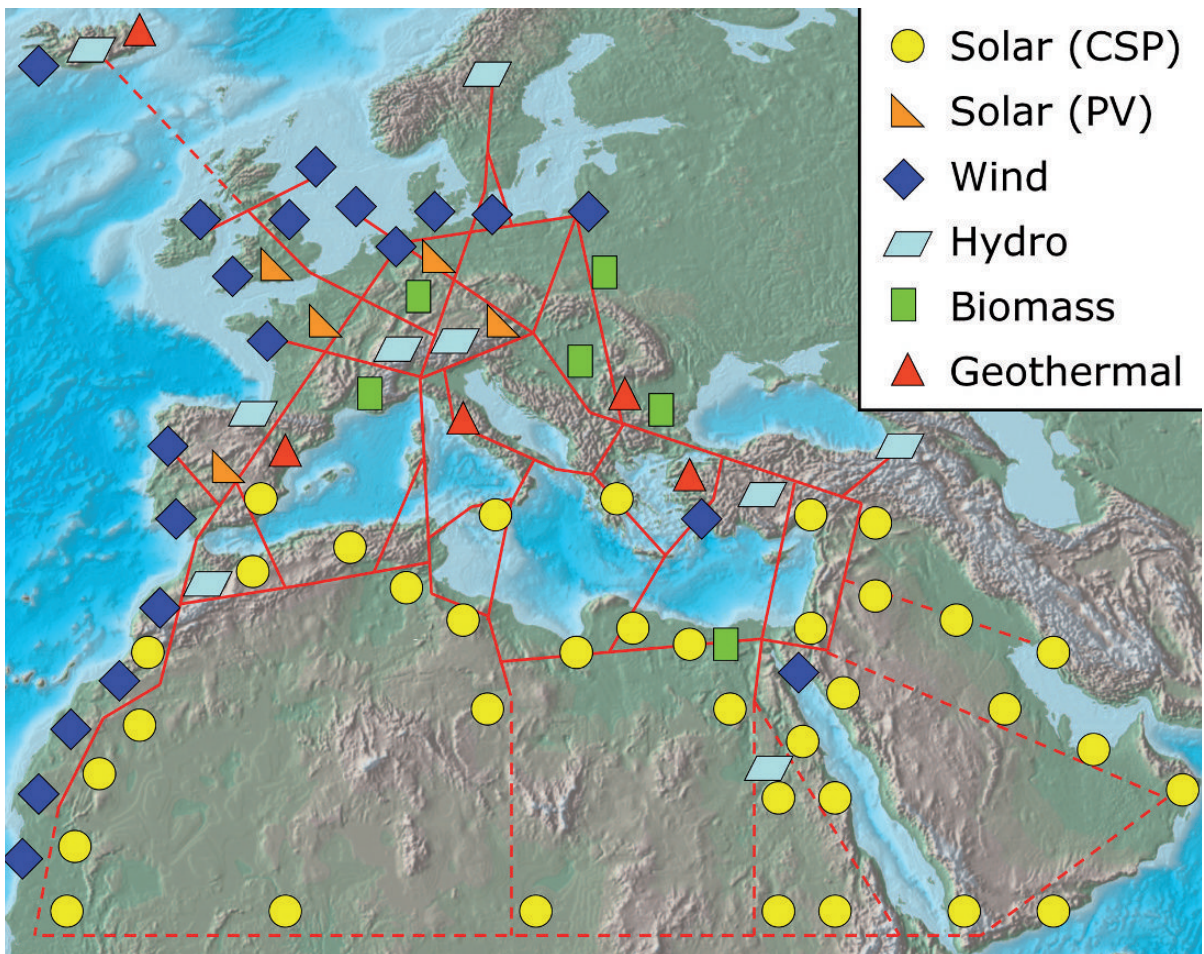 Solar (CSP)
Solar (PV)
Wind
Hydro
Biomass
Geothermal